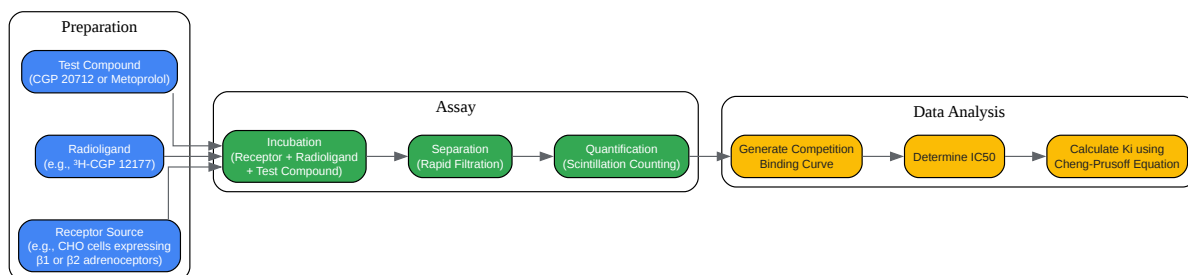 Preparation
Test Compound
(CGP 20712 or Metoprolol)
Radioligand
(e.g., ³H-CGP 12177)
Receptor Source
(e.g., CHO cells expressing
β1 or β2 adrenoceptors)
Assay
Incubation
(Receptor + Radioligand
+ Test Compound)
Separation
(Rapid Filtration)
Quantification
(Scintillation Counting)
Data Analysis
Generate Competition
Binding Curve
Determine IC50
Calculate Ki using
Cheng-Prusoff Equation